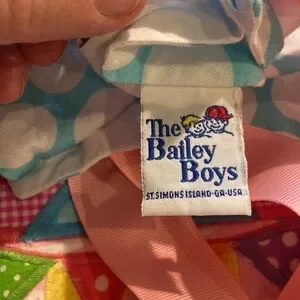 The
Bailey
Boys
ST.SIMONS ISLAND-GA-USA